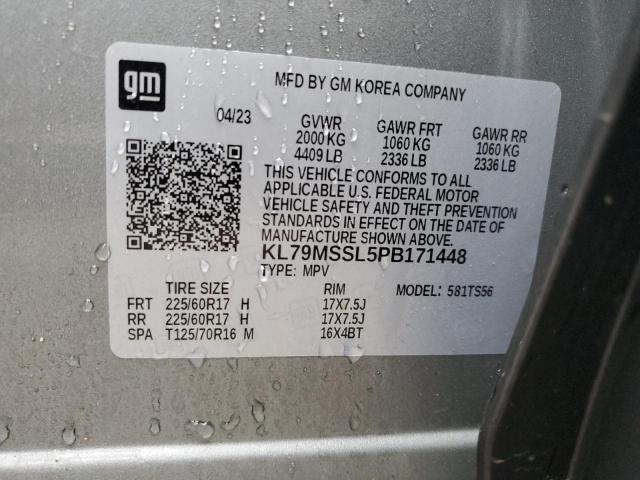 gm
MFD BY GM KOREA COMPANY
04/23
GVWR GAWR FRT GAWR RR
2000 KG 1060 KG 1060 KG
4409 LB 2336 LB 2336 LB
THIS VEHICLE CONFORMS TO ALL
APPLICABLE U.S. FEDERAL MOTOR
VEHICLE SAFETY AND THEFT PREVENTION
STANDARDS IN EFFECT ON THE DATE OF
MANUFACTURE SHOWN ABOVE.
KL79MSSL5PB171448
TYPE: MPV
TIRE SIZE RIM MODEL: 581TS56
FRT 225/60R17 H 17X7.5J
RR 225/60R17 H 17X7.5J
SPA T125/70R16 M 16X4BT